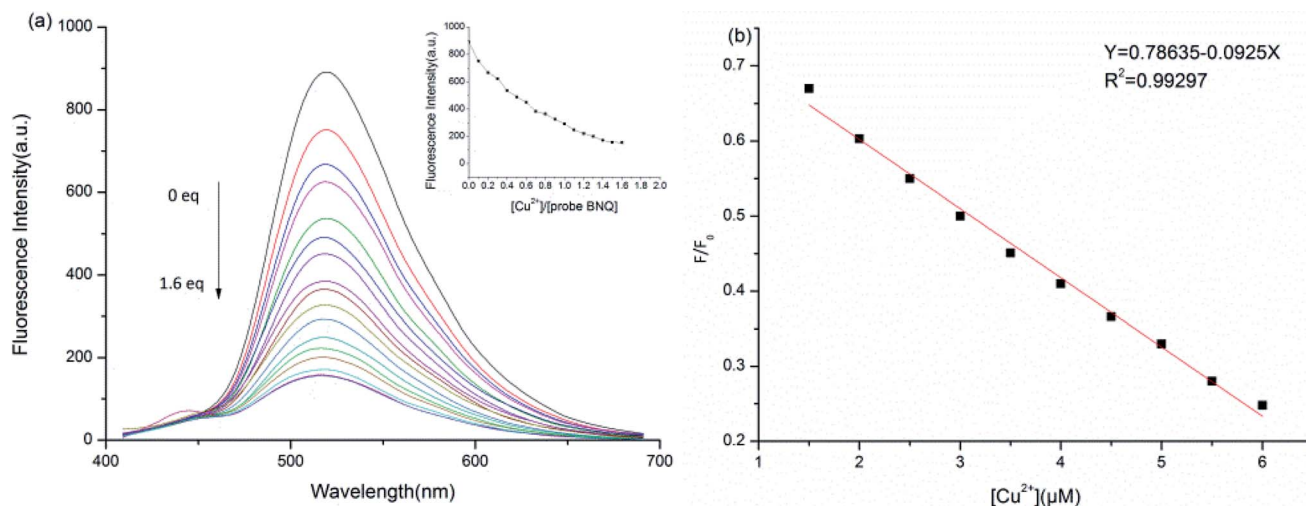 (a)
1000
900
800
700
600
500
400
300
200
100
0
400
500
600
700
Fluorescence Intensity(a.u.)
Wavelength(nm)
0 eq
1.6 eq
1000
900
800
600
400
200
0
0.0 0.2 0.4 0.6 0.8 1.0 1.2 1.4 1.6 1.8 2.0
Fluorescence Intensity(a.u.)
[Cu²⁺]/[probe BNQ]
(b)
Y=0.78635-0.0925X
R²=0.99297
0.7
0.6
0.5
0.4
0.3
0.2
1 2 3 4 5 6
F/F₀
[Cu²⁺](μM)